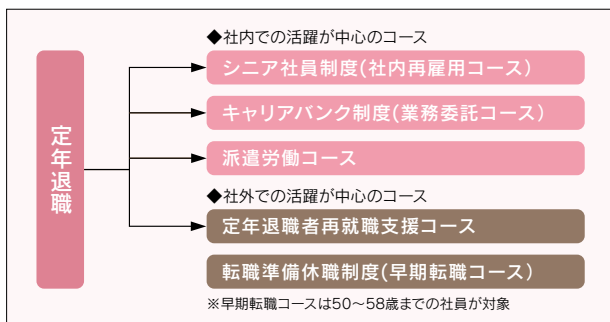 ◆社内での活躍が中心のコース
シニア社員制度(社内再雇用コース)
キャリアバンク制度(業務委託コース)
派遣労働コース
定年退職
◆社外での活躍が中心のコース
定年退職者再就職支援コース
転職準備休職制度(早期転職コース)
※早期転職コースは50～58歳までの社員が対象